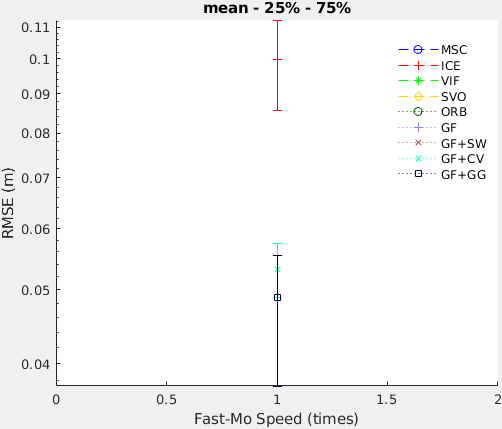 mean - 25% - 75%
0.11
0.1
0.09
0.08
0.07
0.06
0.05
0.04
RMSE (m)
MSC
ICE
VIF
SVO
ORB
GF
GF+SW
GF+CV
GF+GG
0 0.5 1 1.5 2
Fast-Mo Speed (times)